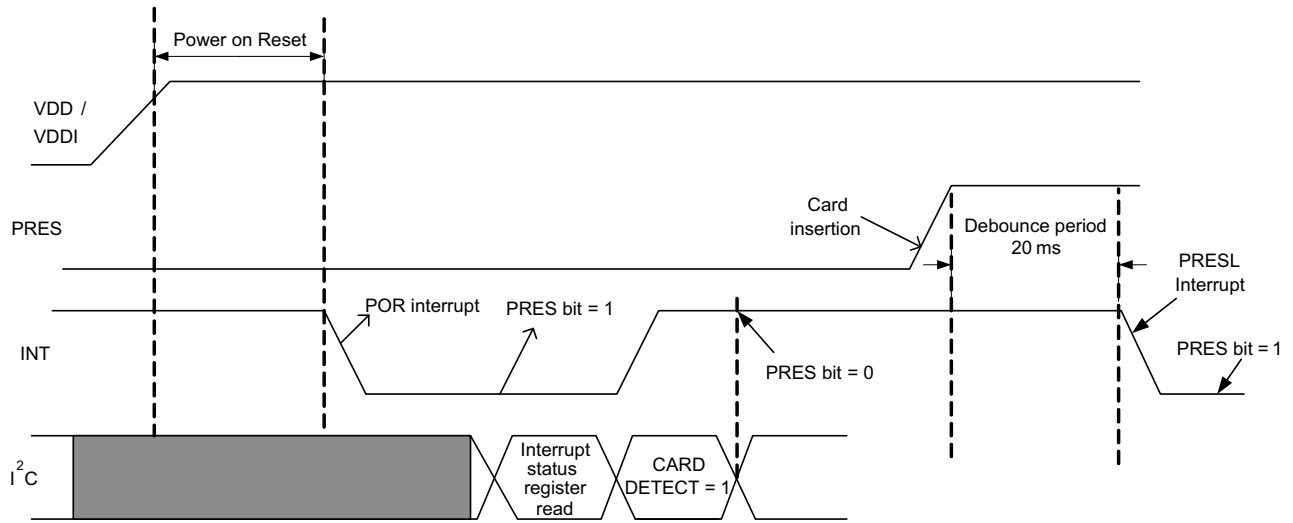 Power on Reset
VDD /
VDDI
PRES
Card
insertion
Debounce period
20 ms
PRESL
Interrupt
INT
POR interrupt
PRES bit = 1
PRES bit = 0
PRES bit = 1
I²C
Interrupt
status
register
read
CARD
DETECT = 1